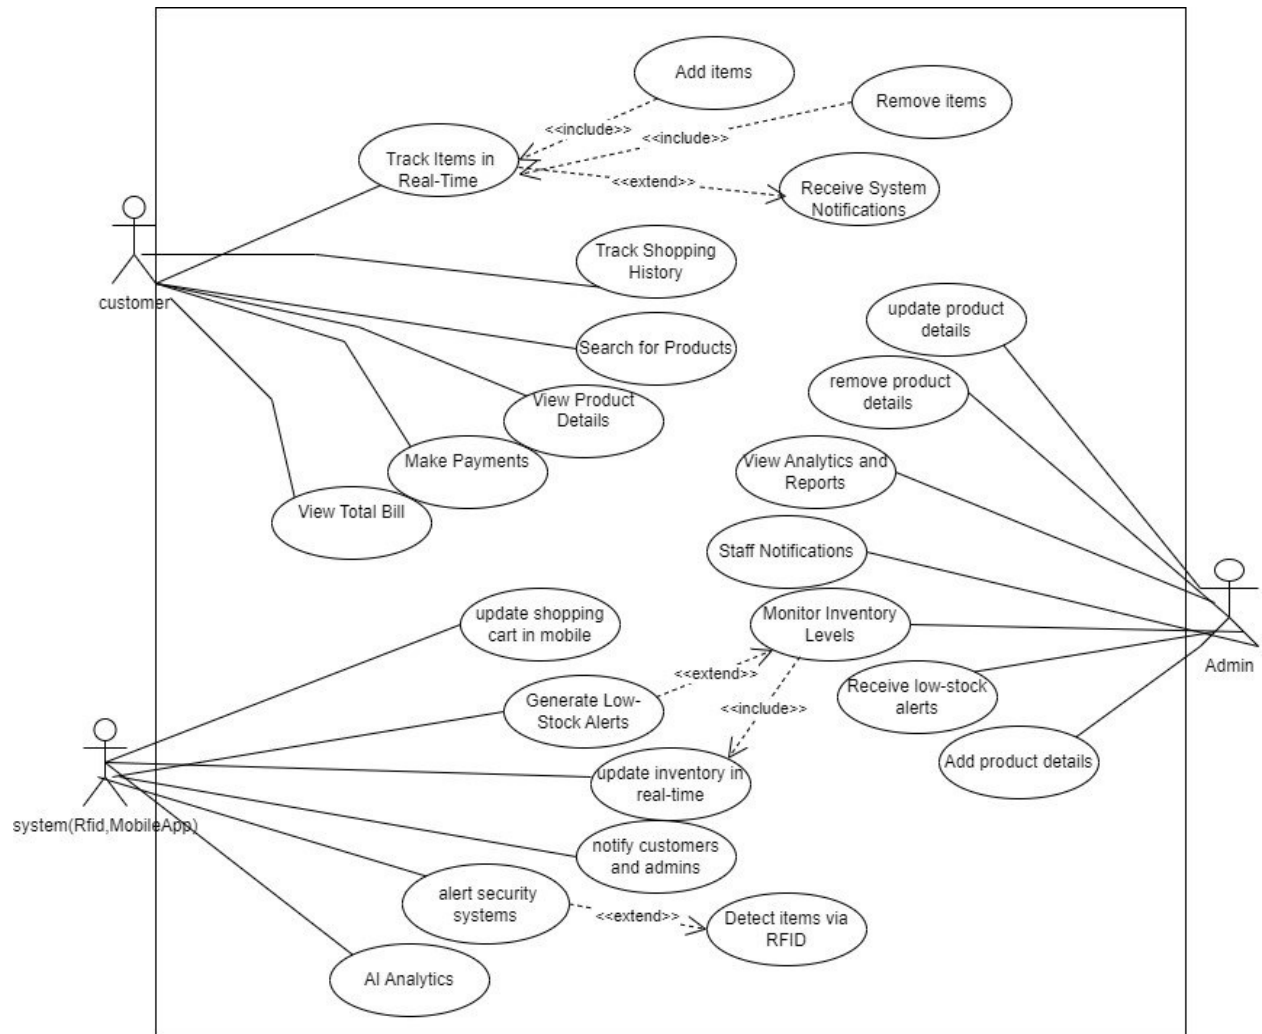 Add items
Remove items
<<include>>
<<include>>
Track Items in
Real-Time
<<extend>>
Receive System
Notifications
customer
Track Shopping
History
Search for Products
View Product
Details
Make Payments
View Total Bill
update product
details
remove product
details
View Analytics and
Reports
Staff Notifications
Monitor Inventory
Levels
Receive low-stock
alerts
Add product details
Admin
update shopping
cart in mobile
<<extend>>
Generate Low-
Stock Alerts
<<include>>
update inventory in
real-time
system(Rfid,MobileApp)
notify customers
and admins
alert security
systems
<<extend>>
Detect items via
RFID
AI Analytics